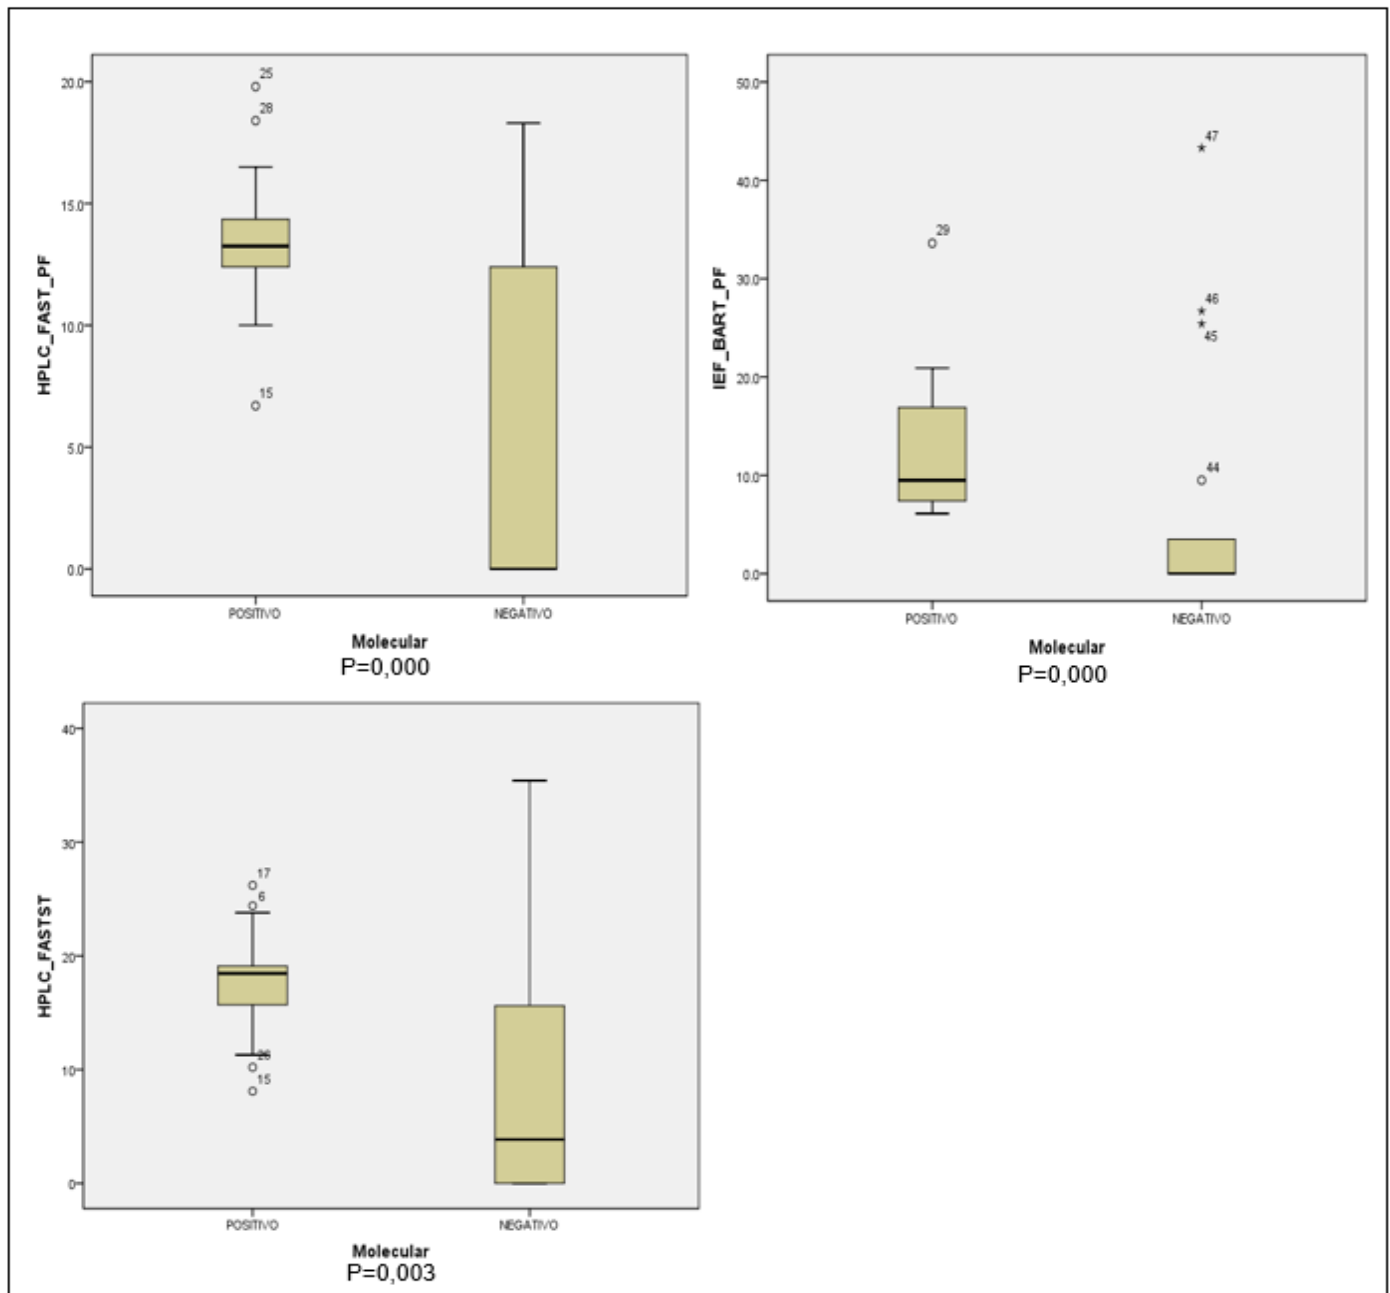 HPLC_FAST_PF
20.0
15.0
10.0
5.0
0.0
25
28
15
POSITIVO
NEGATIVO
Molecular
P=0,000
IEF_BART_PF
50.0
40.0
30.0
20.0
10.0
0.0
29
47
46
45
44
POSITIVO
NEGATIVO
Molecular
P=0,000
HPLC_FASTST
40
30
20
10
0
17
6
15
POSITIVO
NEGATIVO
Molecular
P=0,003